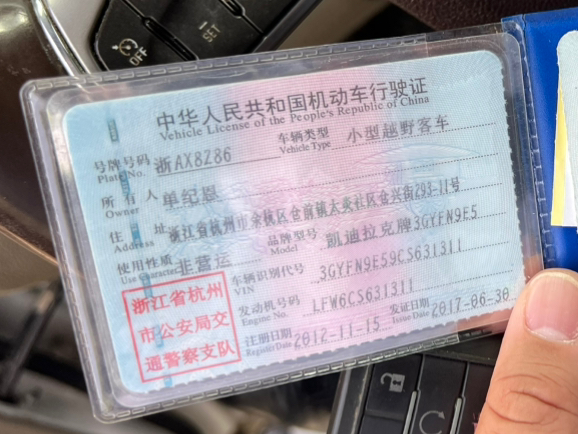 OFF
SET
中华人民共和国机动车行驶证
Vehicle License of the People's Republic of China
号牌号码 浙AX8Z86 车辆类型 小型越野客车
Plate No. Vehicle Type
所有人 单纪恩
Owner
住址 浙江省杭州市余杭区仓前镇太炎社区仓兴街293-11号
Address
使用性质 非营运 品牌型号 凯迪拉克牌3GYFN9E5
Use Character Model
车辆识别代号 3GYFN9E59CS631311
VIN
发动机号码 LFW6CS631311
Engine No.
注册日期 2012-11-15 发证日期 2017-06-30
Register Date Issue Date
浙江省杭州
市公安局交
通警察支队